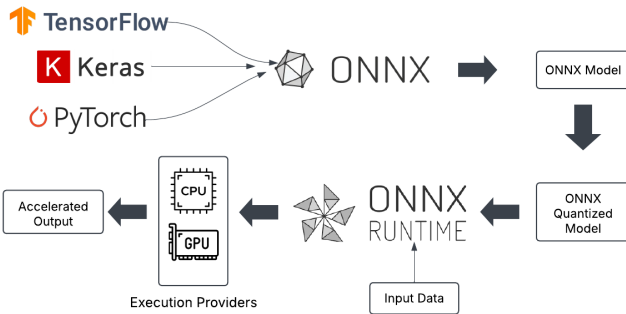 TensorFlow
K Keras
PyTorch
ONNX
ONNX Model
ONNX
Quantized
Model
ONNX
RUNTIME
Input Data
CPU
GPU
Execution Providers
Accelerated
Output